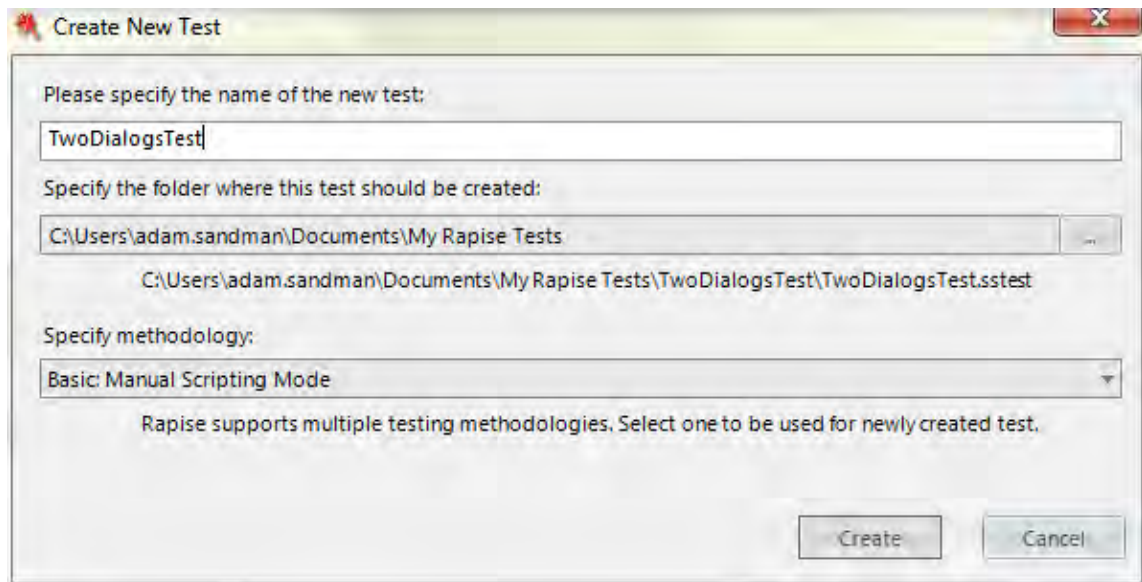 Create New Test
Please specify the name of the new test:
TwoDialogsTest
Specify the folder where this test should be created:
C:\Users\adam.sandman\Documents\My Rapise Tests
...
C:\Users\adam.sandman\Documents\My Rapise Tests\TwoDialogsTest\TwoDialogsTest.sstest
Specify methodology:
Basic: Manual Scripting Mode
Rapise supports multiple testing methodologies. Select one to be used for newly created test.
Create Cancel